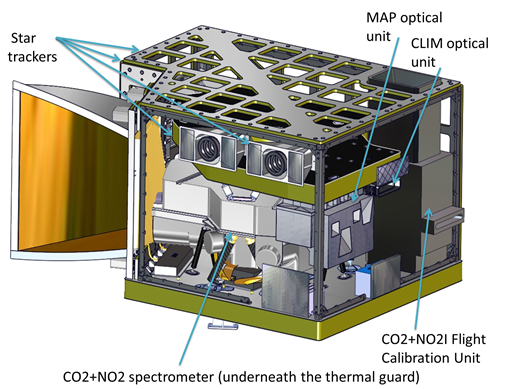 MAP optical
unit
CLIM optical
unit
Star
trackers
CO2+NO2I Flight
Calibration Unit
CO2+NO2 spectrometer (underneath the thermal guard)